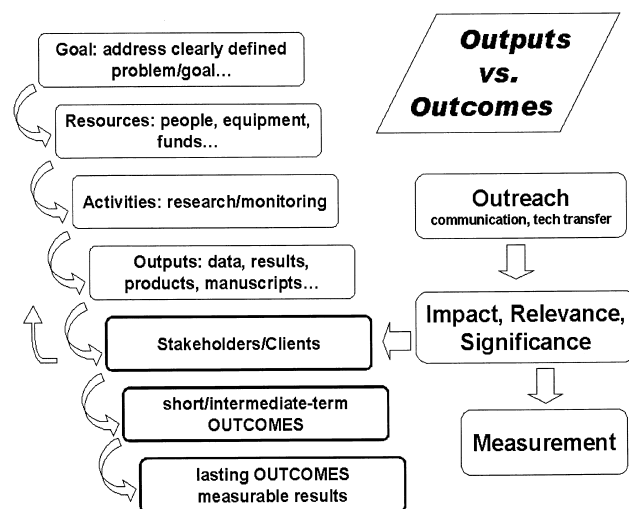 Outputs
vs.
Outcomes
Goal: address clearly defined
problem/goal...
Resources: people, equipment,
funds...
Activities: research/monitoring
Outputs: data, results,
products, manuscripts...
Stakeholders/Clients
short/intermediate-term
OUTCOMES
lasting OUTCOMES
measurable results
Outreach
communication, tech transfer
Impact, Relevance,
Significance
Measurement